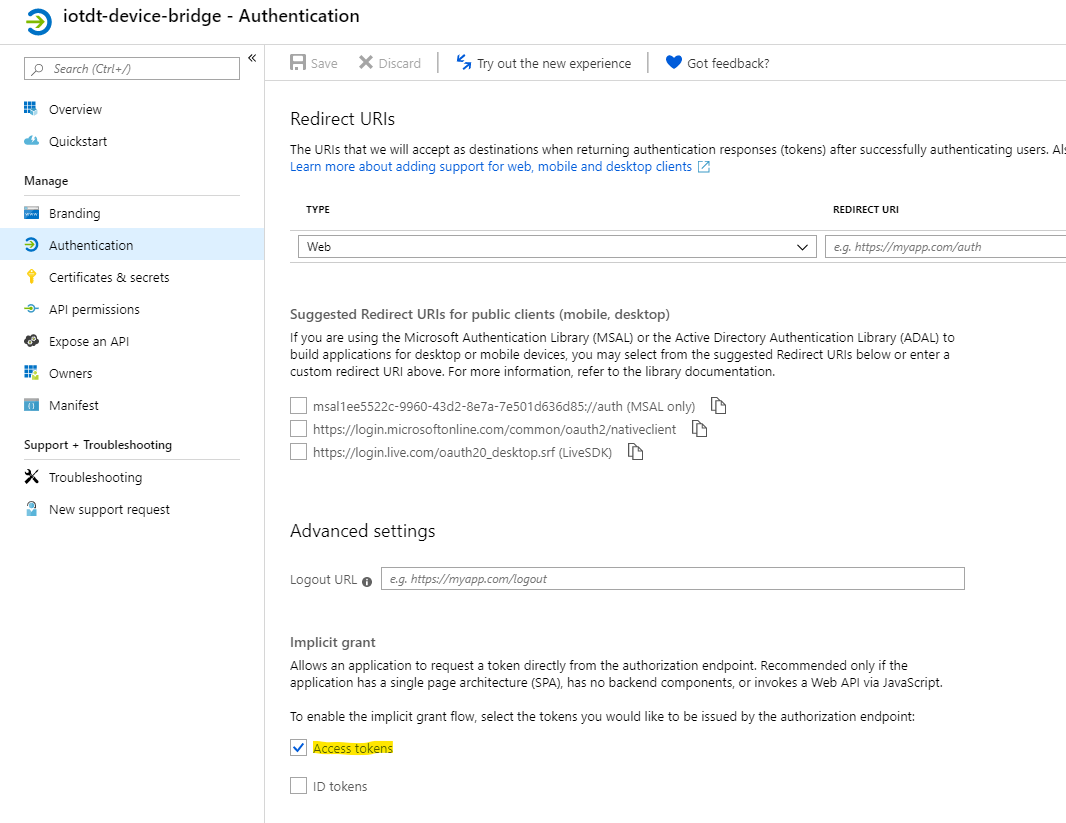 iotdt-device-bridge - Authentication
Search (Ctrl+/)
«
Overview
Quickstart
Manage
Branding
Authentication
Certificates & secrets
API permissions
Expose an API
Owners
Manifest
Support + Troubleshooting
Troubleshooting
New support request
Save
Discard
Try out the new experience
Got feedback?
Redirect URIs
The URIs that we will accept as destinations when returning authentication responses (tokens) after successfully authenticating users. Als
Learn more about adding support for web, mobile and desktop clients
TYPE
REDIRECT URI
Web
e.g. https://myapp.com/auth
Suggested Redirect URIs for public clients (mobile, desktop)
If you are using the Microsoft Authentication Library (MSAL) or the Active Directory Authentication Library (ADAL) to
build applications for desktop or mobile devices, you may select from the suggested Redirect URIs below or enter a
custom redirect URI above. For more information, refer to the library documentation.
msal1ee5522c-9960-43d2-8e7a-7e501d636d85://auth (MSAL only)
https://login.microsoftonline.com/common/oauth2/nativeclient
https://login.live.com/oauth20_desktop.srf (LiveSDK)
Advanced settings
Logout URL
e.g. https://myapp.com/logout
Implicit grant
Allows an application to request a token directly from the authorization endpoint. Recommended only if the
application has a single page architecture (SPA), has no backend components, or invokes a Web API via JavaScript.
To enable the implicit grant flow, select the tokens you would like to be issued by the authorization endpoint:
Access tokens
ID tokens